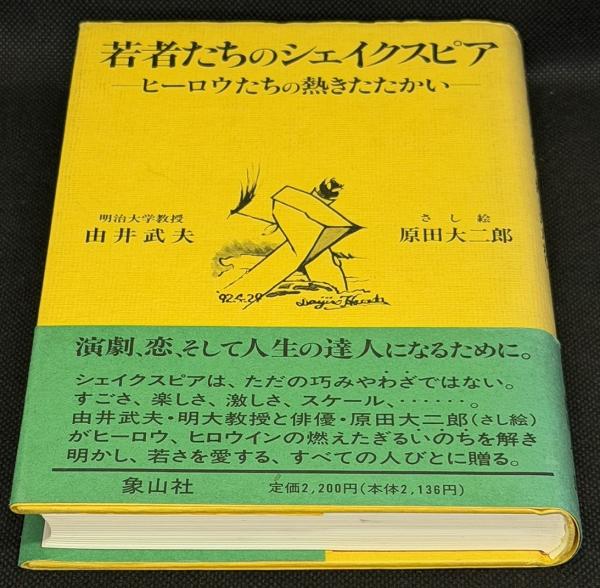 若者たちのシェイクスピア
―ヒーロウたちの熱きたたかい―
明治大学教授
由井武夫
さし絵
原田大二郎
'92.4.29
Daijiro Harada
演劇、恋、そして人生の達人になるために。
シェイクスピアは、ただの巧みやわざではない。
すごさ、楽しさ、激しさ、スケール、‥‥‥。
由井武夫・明大教授と俳優・原田大二郎(さし絵)
がヒーロウ、ヒロウインの燃えたぎるいのちを解き
明かし、若さを愛する、すべての人びとに贈る。
象山社
定価2,200円(本体2,136円)